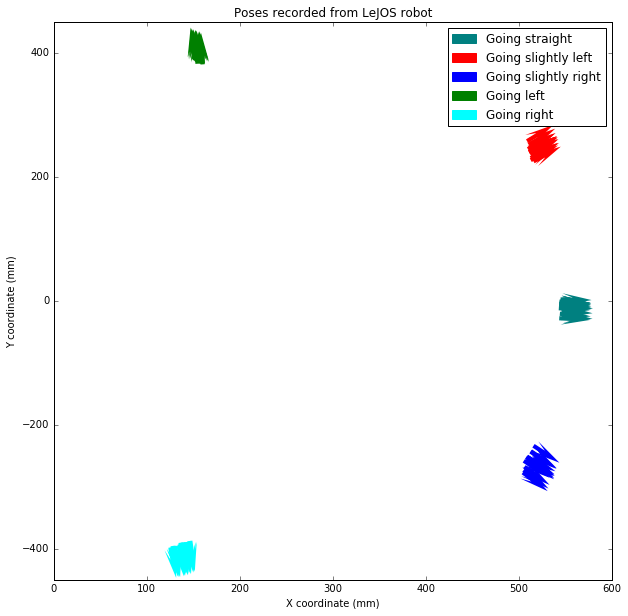 Poses recorded from LeJOS robot
Going straight
Going slightly left
Going slightly right
Going left
Going right
400
200
0
−200
−400
Y coordinate (mm)
0 100 200 300 400 500 600
X coordinate (mm)